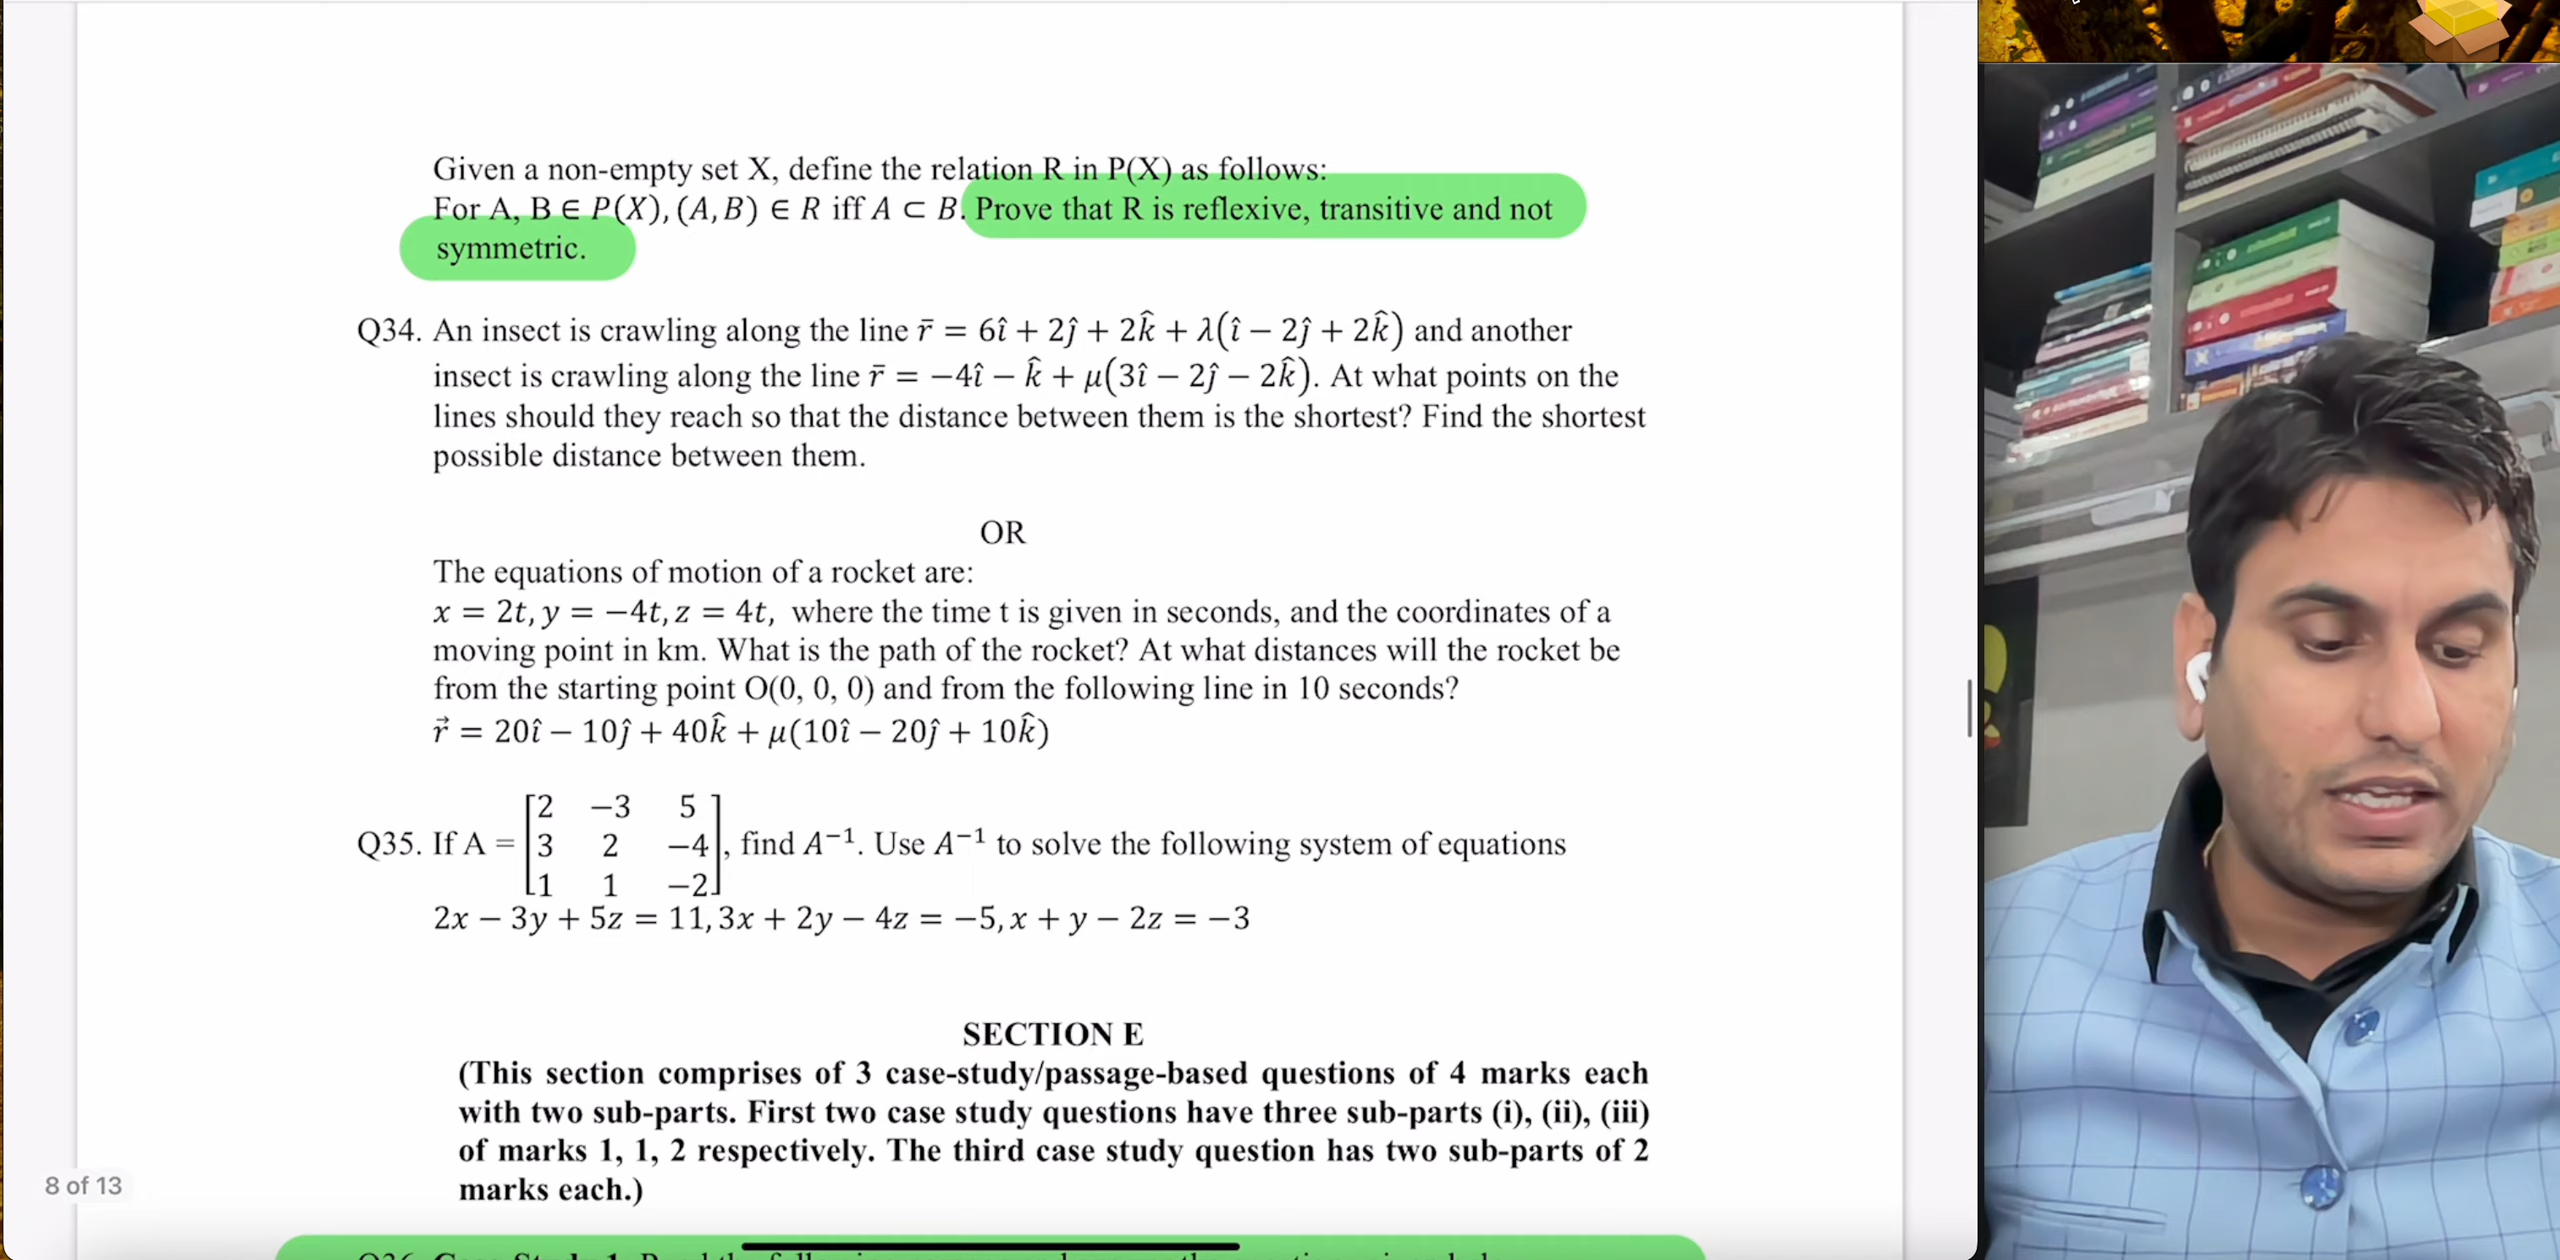 Given a non-empty set X, define the relation R in P(X) as follows:
For A, B ∈ P(X), (A, B) ∈ R iff A ⊂ B. Prove that R is reflexive, transitive and not
symmetric.
Q34. An insect is crawling along the line r̄ = 6î + 2ĵ + 2k̂ + λ(î − 2ĵ + 2k̂) and another
insect is crawling along the line r̄ = −4î − k̂ + μ(3î − 2ĵ − 2k̂). At what points on the
lines should they reach so that the distance between them is the shortest? Find the shortest
possible distance between them.
OR
The equations of motion of a rocket are:
x = 2t, y = −4t, z = 4t, where the time t is given in seconds, and the coordinates of a
moving point in km. What is the path of the rocket? At what distances will the rocket be
from the starting point O(0, 0, 0) and from the following line in 10 seconds?
r⃗ = 20î − 10ĵ + 40k̂ + μ(10î − 20ĵ + 10k̂)
2 −3 5
Q35. If A = 3 2 −4 , find A⁻¹. Use A⁻¹ to solve the following system of equations
1 1 −2
2x − 3y + 5z = 11, 3x + 2y − 4z = −5, x + y − 2z = −3
SECTION E
(This section comprises of 3 case-study/passage-based questions of 4 marks each
with two sub-parts. First two case study questions have three sub-parts (i), (ii), (iii)
of marks 1, 1, 2 respectively. The third case study question has two sub-parts of 2
marks each.)
8 of 13